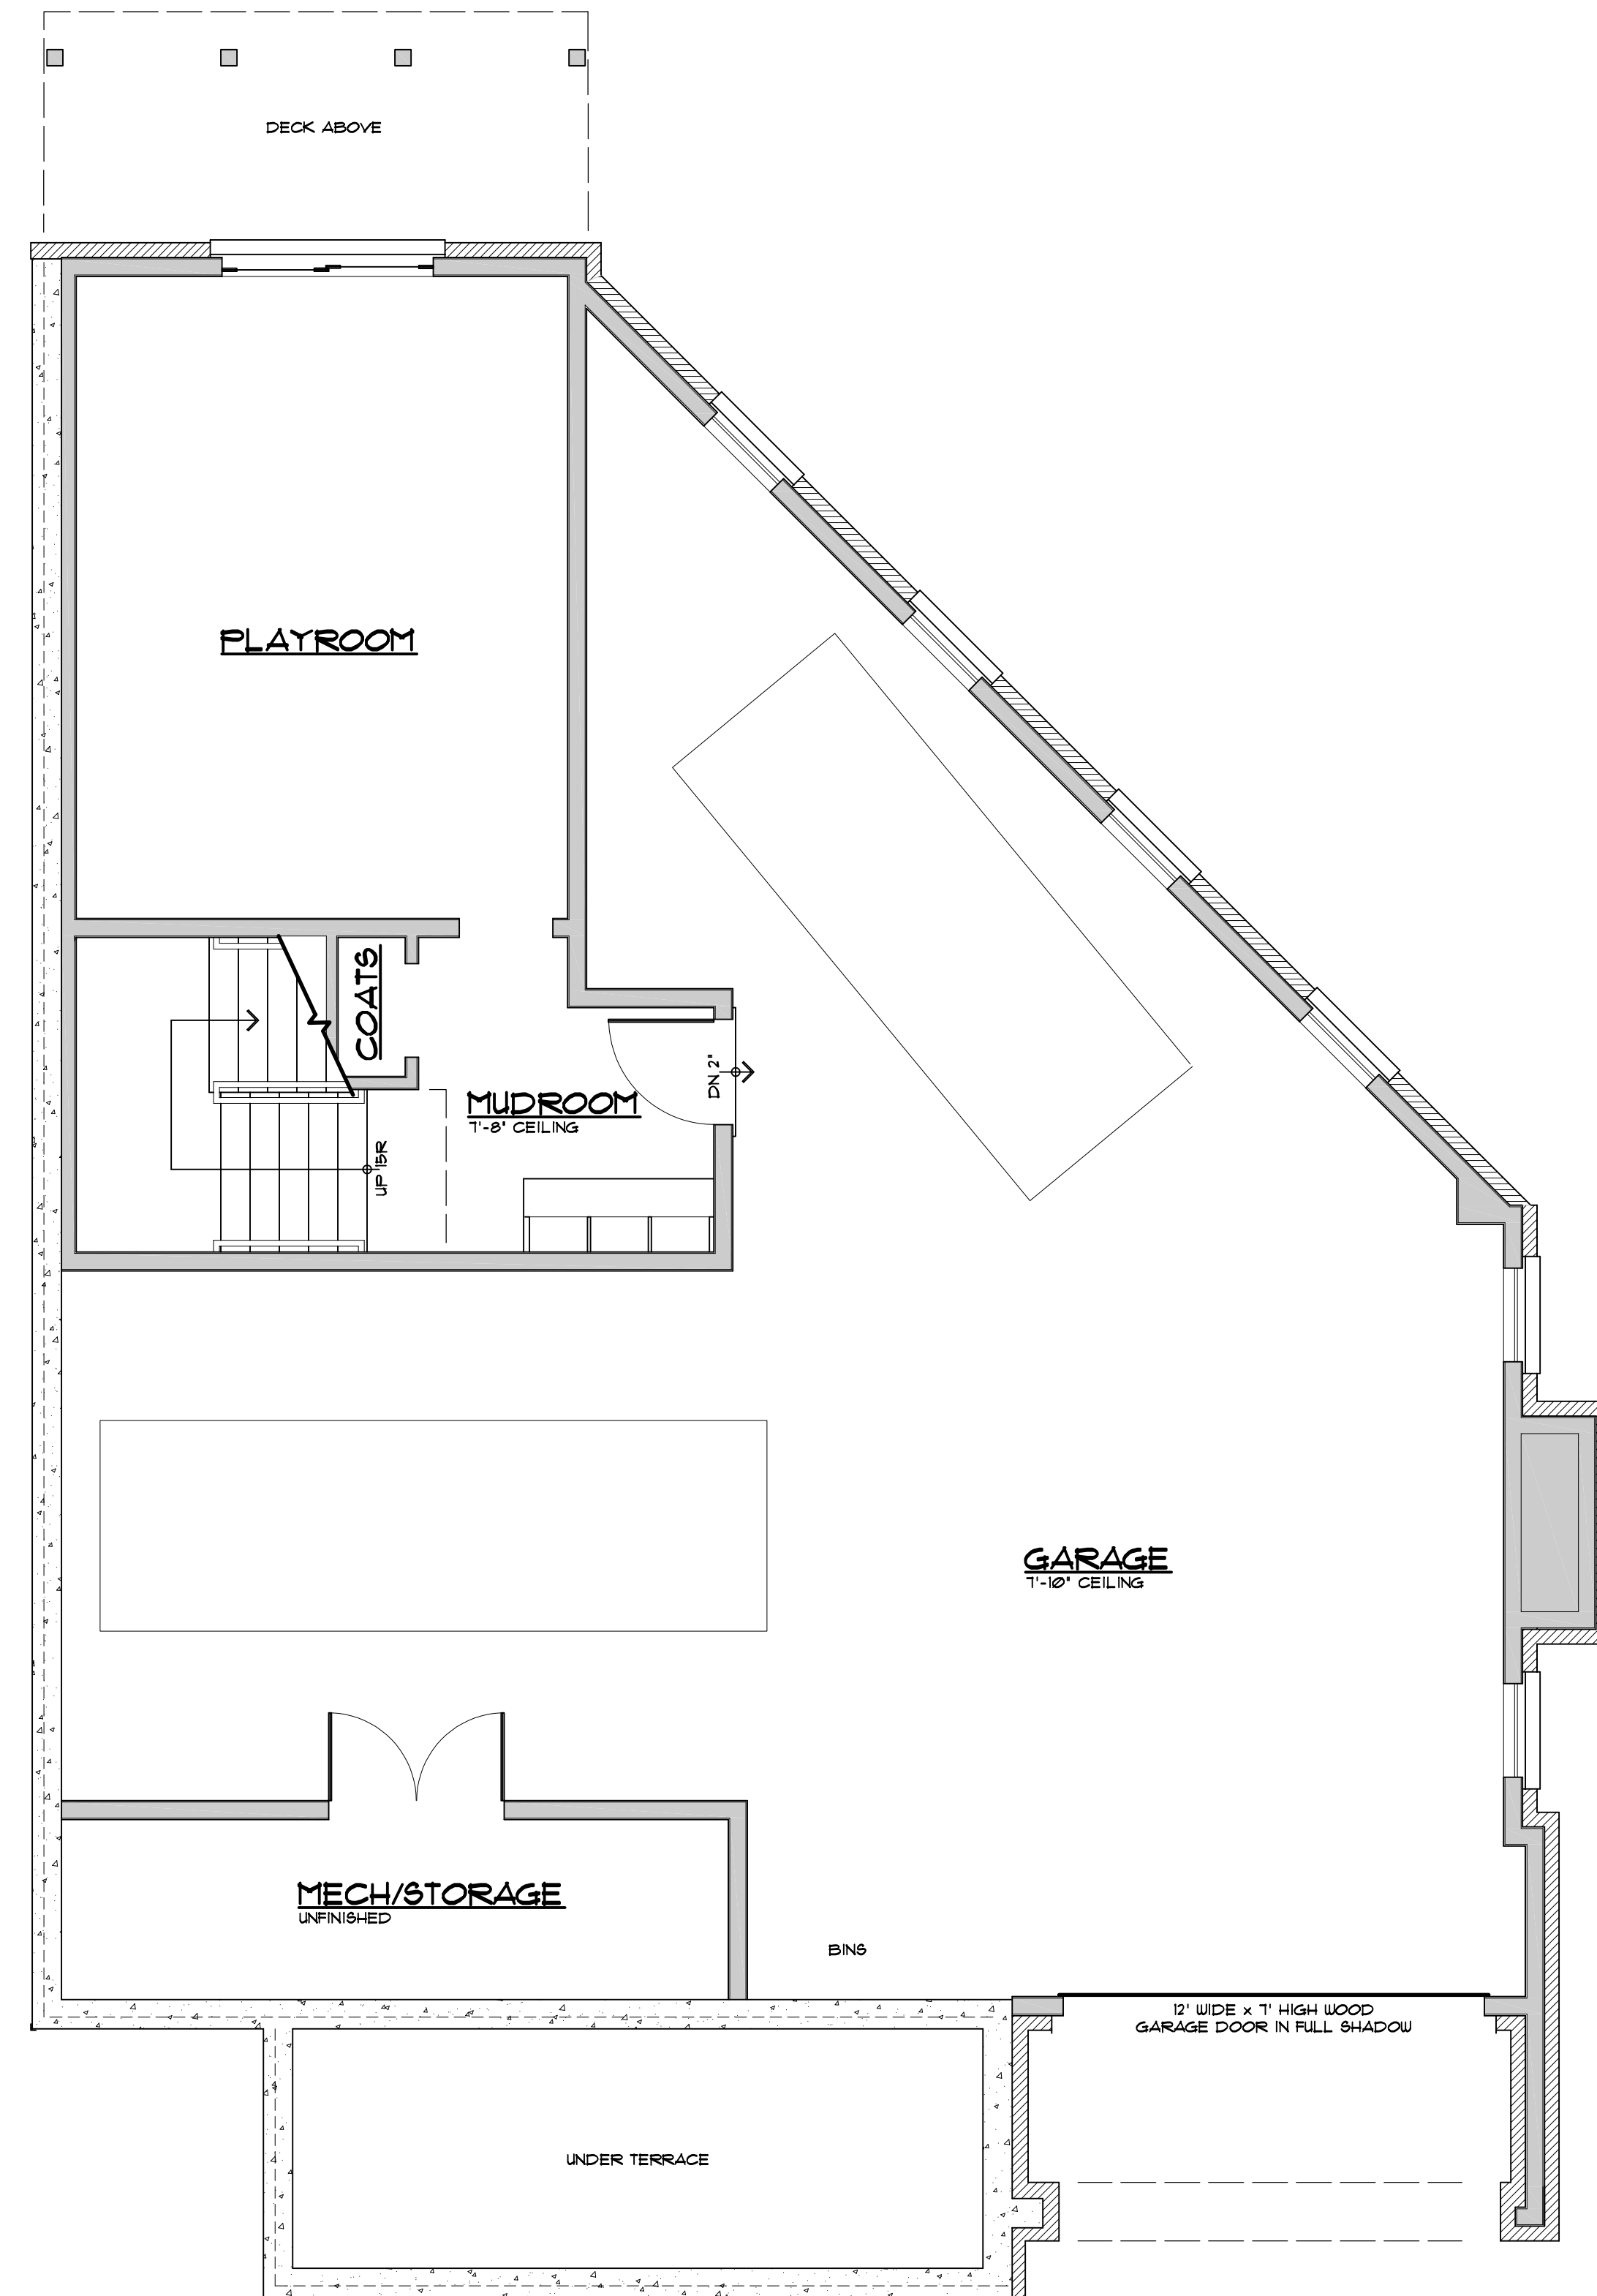 DECK ABOVE
PLAYROOM
COATS
MUDROOM
7'-8" CEILING
DN 2"
UP 15R
GARAGE
7'-10" CEILING
MECH/STORAGE
UNFINISHED
BINS
12' WIDE x 7' HIGH WOOD
GARAGE DOOR IN FULL SHADOW
UNDER TERRACE